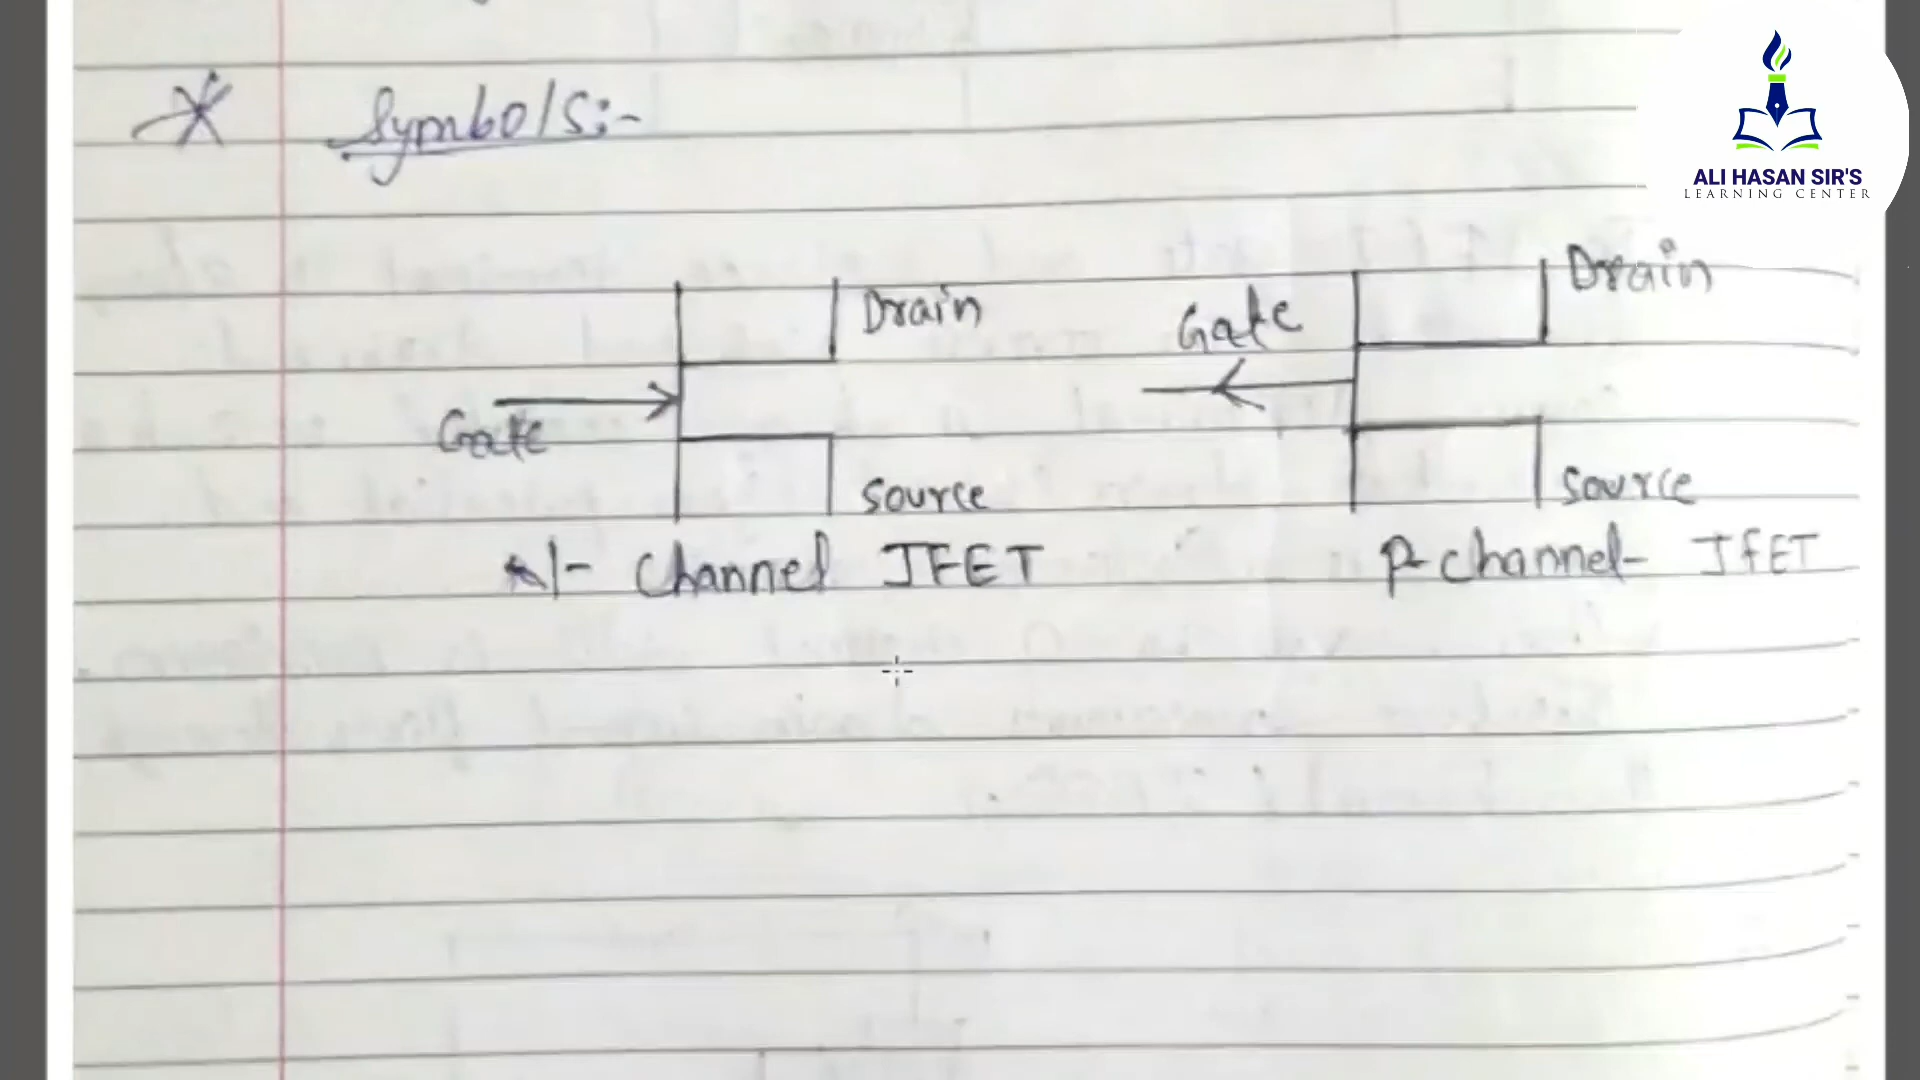 Symbols:-
Drain
Drain
Gate
Gate
Source
Source
N- Channel JFET
P-Channel- JFET
ALI HASAN SIR'S
LEARNING CENTER